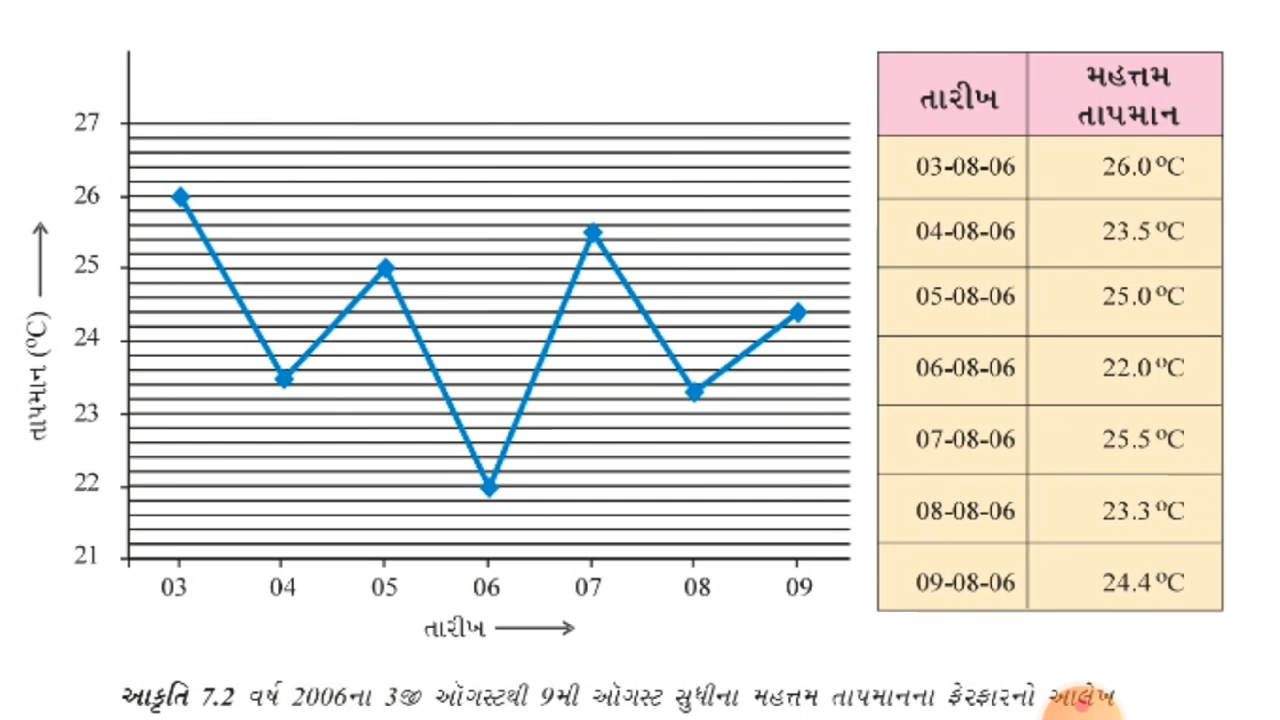 27
26
25
24
23
22
21
તાપમાન (°C)
03 04 05 06 07 08 09
તારીખ
તારીખ મહત્તમ તાપમાન
03-08-06 26.0 °C
04-08-06 23.5 °C
05-08-06 25.0 °C
06-08-06 22.0 °C
07-08-06 25.5 °C
08-08-06 23.3 °C
09-08-06 24.4 °C
આકૃતિ 7.2 વર્ષ 2006ના 3જી ઑગસ્ટથી 9મી ઑગસ્ટ સુધીના મહત્તમ તાપમાનના ફેરફારનો આલેખ